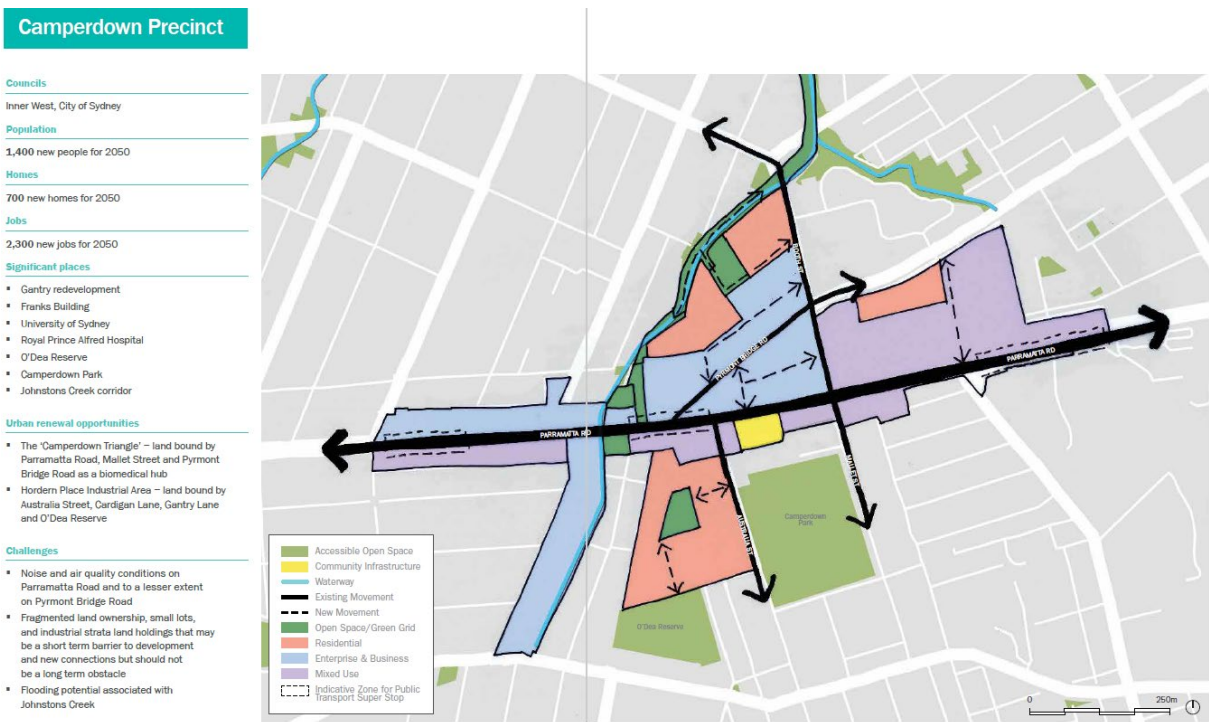 Camperdown Precinct
Councils
Inner West, City of Sydney
Population
1,400 new people for 2050
Homes
700 new homes for 2050
Jobs
2,300 new jobs for 2050
Significant places
▪ Gantry redevelopment
▪ Franks Building
▪ University of Sydney
▪ Royal Prince Alfred Hospital
▪ O'Dea Reserve
▪ Camperdown Park
▪ Johnstons Creek corridor
Urban renewal opportunities
▪ The 'Camperdown Triangle' – land bound by
Parramatta Road, Mallet Street and Pyrmont
Bridge Road as a biomedical hub
▪ Hordern Place Industrial Area – land bound by
Australia Street, Cardigan Lane, Gantry Lane
and O'Dea Reserve
Challenges
▪ Noise and air quality conditions on
Parramatta Road and to a lesser extent
on Pyrmont Bridge Road
▪ Fragmented land ownership, small lots,
and industrial strata land holdings that may
be a short term barrier to development
and new connections but should not
be a long term obstacle
▪ Flooding potential associated with
Johnstons Creek
PYRMONT BRIDGE RD
PARRAMATTA RD
PARRAMATTA RD
MALLET ST
Camperdown
Park
O'Dea Reserve
Accessible Open Space
Community Infrastructure
Waterway
Existing Movement
New Movement
Open Space/Green Grid
Residential
Enterprise & Business
Mixed Use
Indicative Zone for Public
Transport Super Stop
0
250m